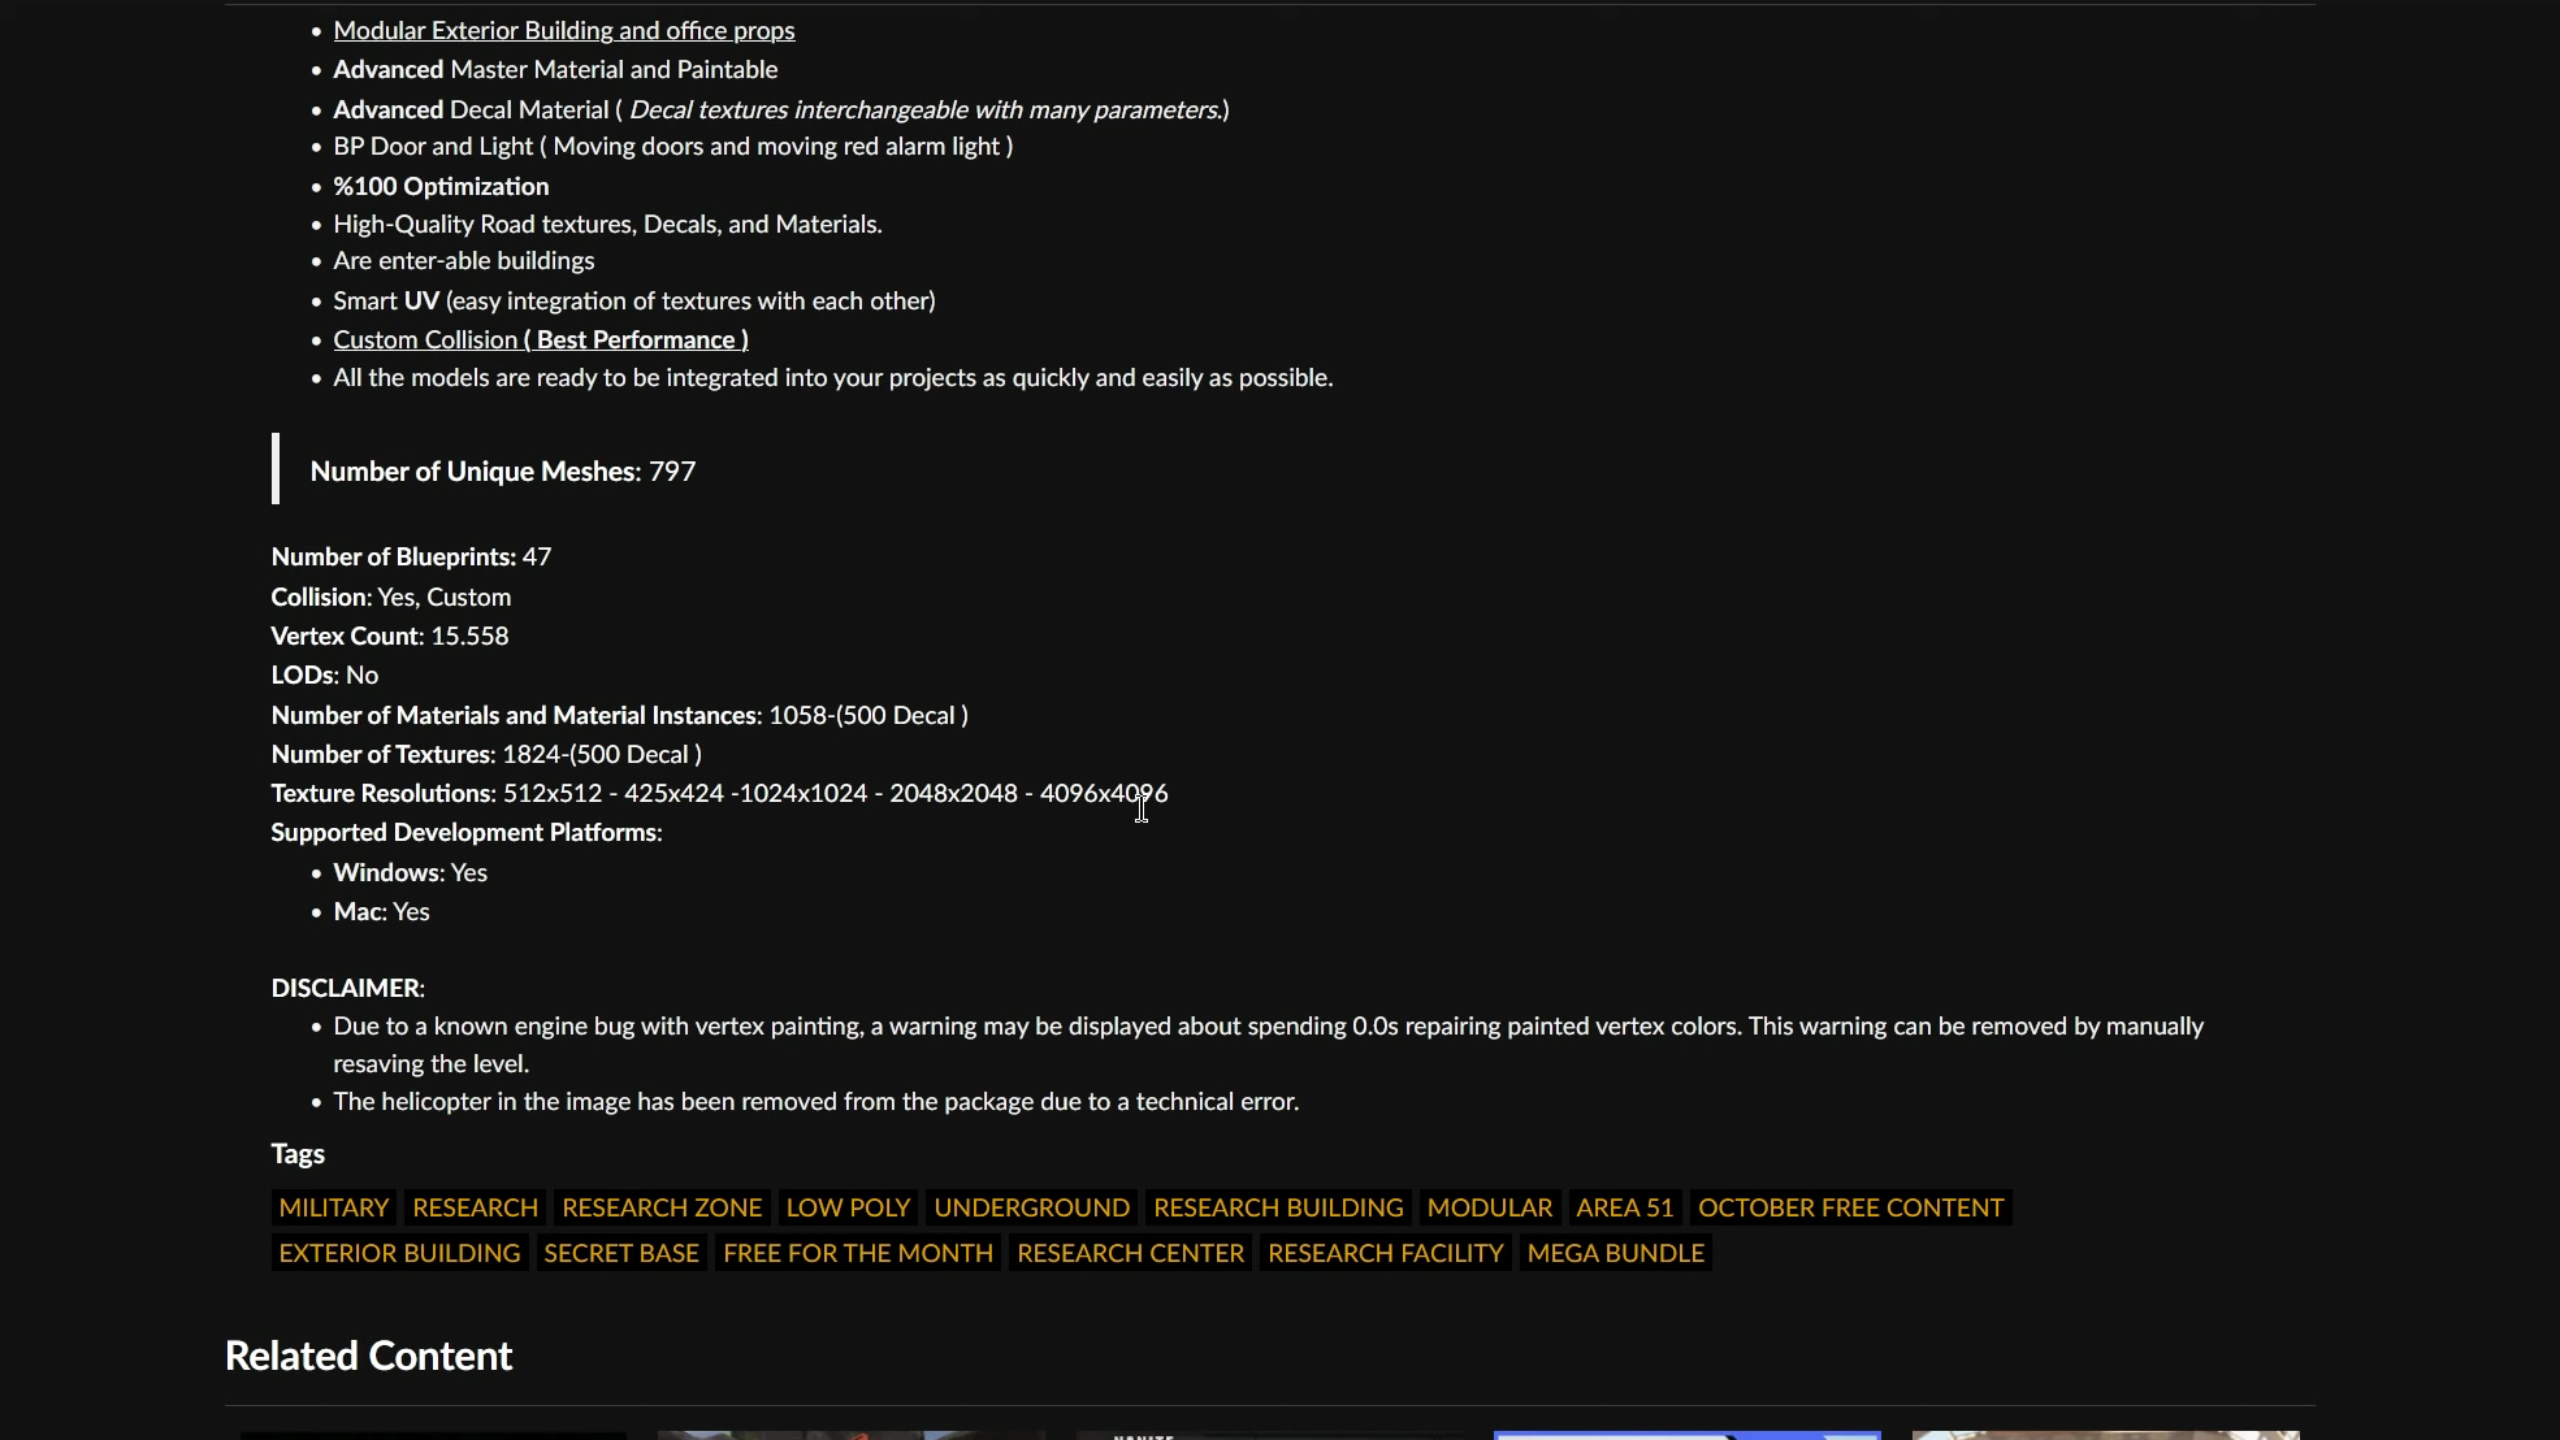 Modular Exterior Building and office props
Advanced Master Material and Paintable
Advanced Decal Material ( Decal textures interchangeable with many parameters.)
BP Door and Light ( Moving doors and moving red alarm light )
%100 Optimization
High-Quality Road textures, Decals, and Materials.
Are enter-able buildings
Smart UV (easy integration of textures with each other)
Custom Collision ( Best Performance )
All the models are ready to be integrated into your projects as quickly and easily as possible.
Number of Unique Meshes: 797
Number of Blueprints: 47
Collision: Yes, Custom
Vertex Count: 15.558
LODs: No
Number of Materials and Material Instances: 1058-(500 Decal )
Number of Textures: 1824-(500 Decal )
Texture Resolutions: 512x512 - 425x424 -1024x1024 - 2048x2048 - 4096x4096
Supported Development Platforms:
Windows: Yes
Mac: Yes
DISCLAIMER:
Due to a known engine bug with vertex painting, a warning may be displayed about spending 0.0s repairing painted vertex colors. This warning can be removed by manually
resaving the level.
The helicopter in the image has been removed from the package due to a technical error.
Tags
MILITARY RESEARCH RESEARCH ZONE LOW POLY UNDERGROUND RESEARCH BUILDING MODULAR AREA 51 OCTOBER FREE CONTENT
EXTERIOR BUILDING SECRET BASE FREE FOR THE MONTH RESEARCH CENTER RESEARCH FACILITY MEGA BUNDLE
Related Content